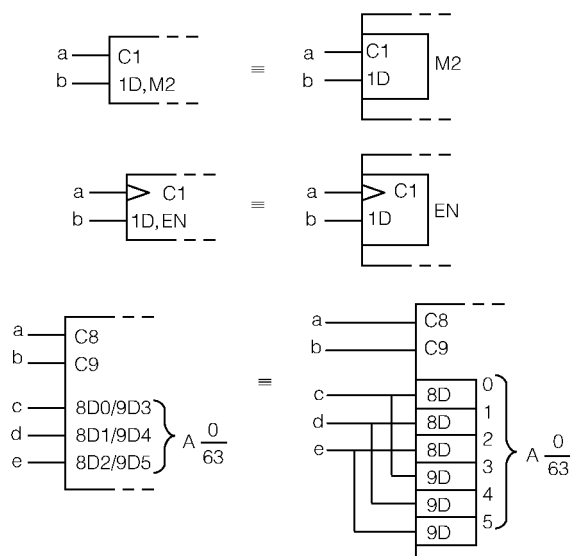 a C1 ≡ a C1 M2
b 1D,M2 b 1D
a C1 ≡ a C1 EN
b 1D,EN b 1D
a C8 a C8
b C9 b C9
≡
c 8D0/9D3 c 8D 0
d 8D1/9D4 A 0/63 d 8D 1
e 8D2/9D5 e 8D 2
9D 3 A 0/63
9D 4
9D 5